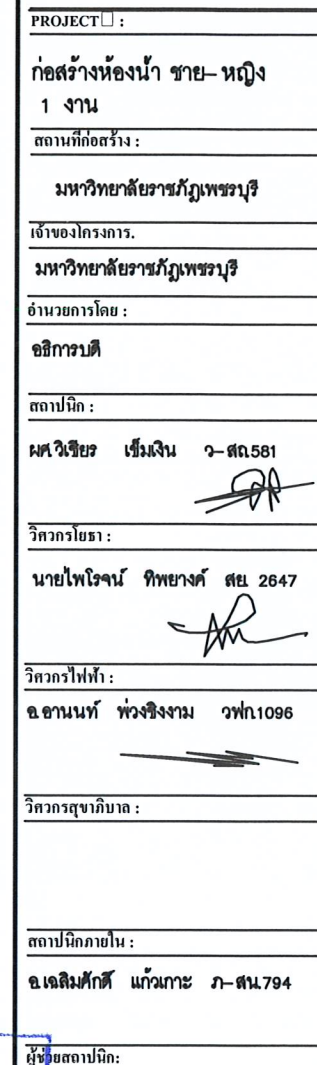 PROJECT :
ก่อสร้างห้องน้ำ ชาย-หญิง
1 งาน
สถานที่ก่อสร้าง :
มหาวิทยาลัยราชภัฏเพชรบุรี
เจ้าของโครงการ.
มหาวิทยาลัยราชภัฏเพชรบุรี
อำนวยการโดย :
อธิการบดี
สถาปนิก :
ผศ.วิเชียร เข็มเงิน ว-สถ.581
วิศวกรโยธา :
นายไพโรจน์ ทิพยางค์ สย. 2647
วิศวกรไฟฟ้า :
อ.อานนท์ พ่วงชิงงาม วฟก.1096
วิศวกรสุขาภิบาล :
สถาปนิกภายใน :
อ.เฉลิมศักดิ์ แก้วเกาะ ภ-สน.794
ผู้ช่วยสถาปนิก: